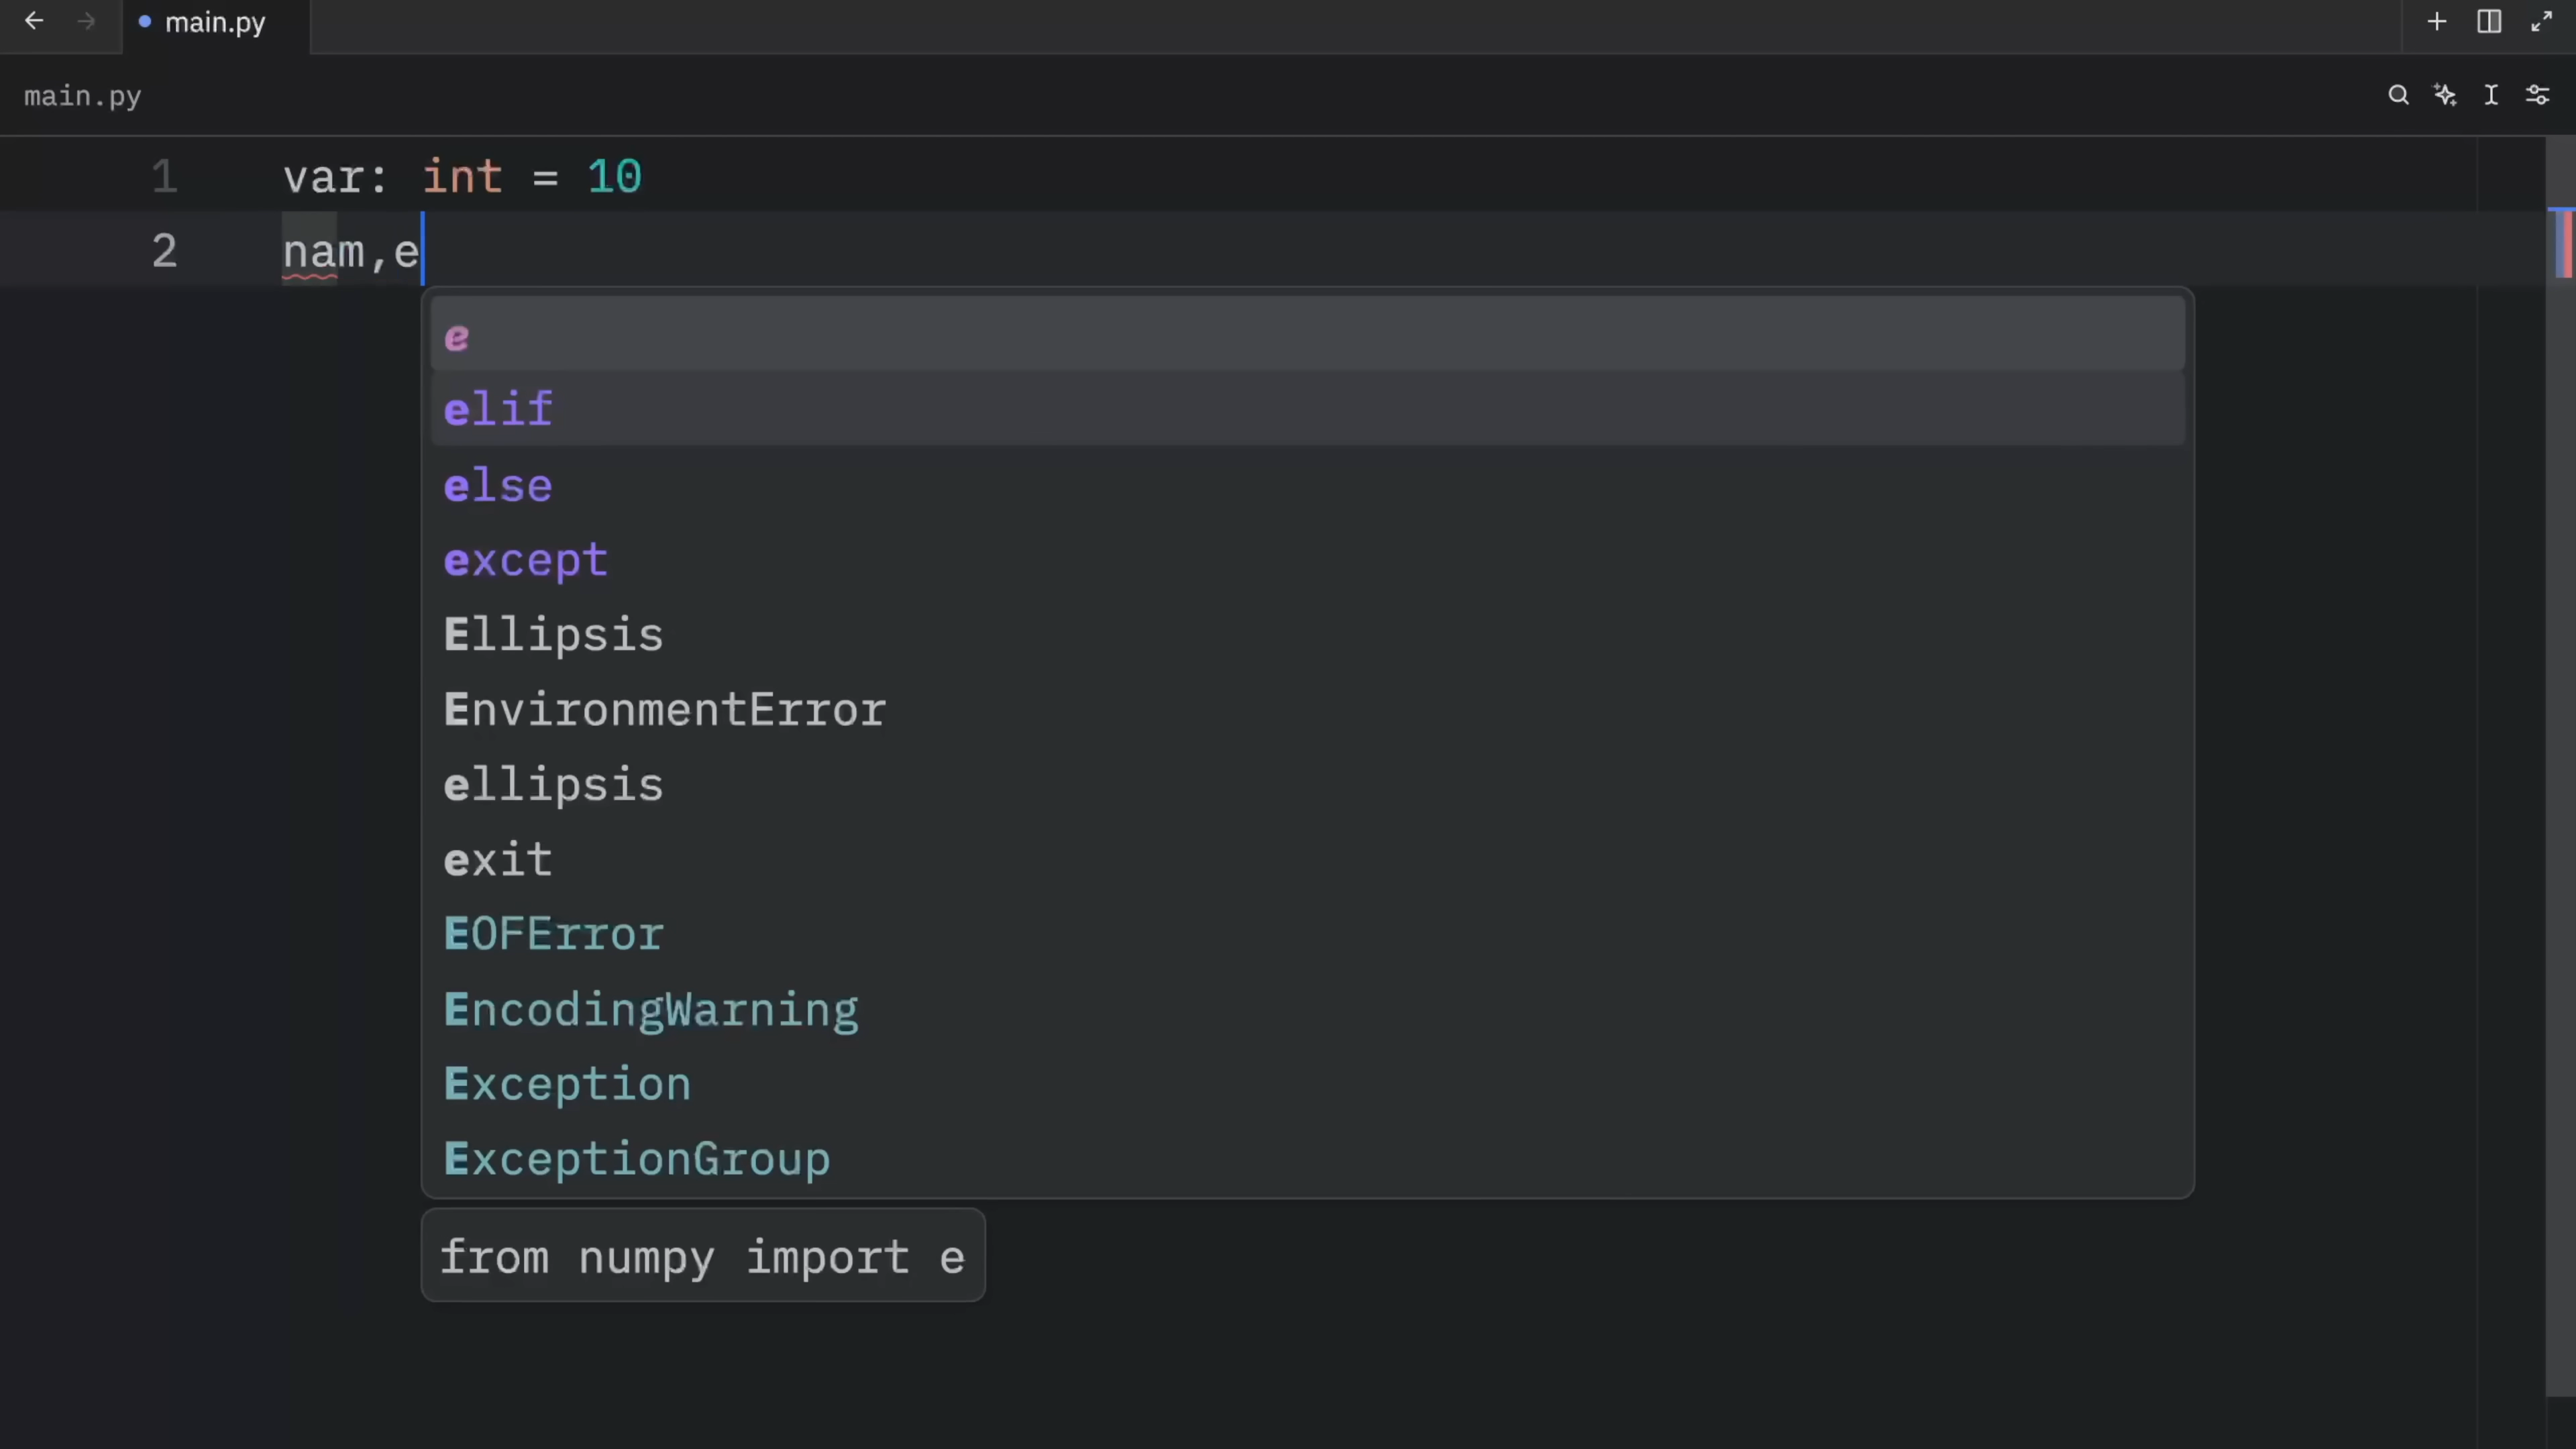 main.py
main.py
1 var: int = 10
2 nam,e
e
elif
else
except
Ellipsis
EnvironmentError
ellipsis
exit
EOFError
EncodingWarning
Exception
ExceptionGroup
from numpy import e